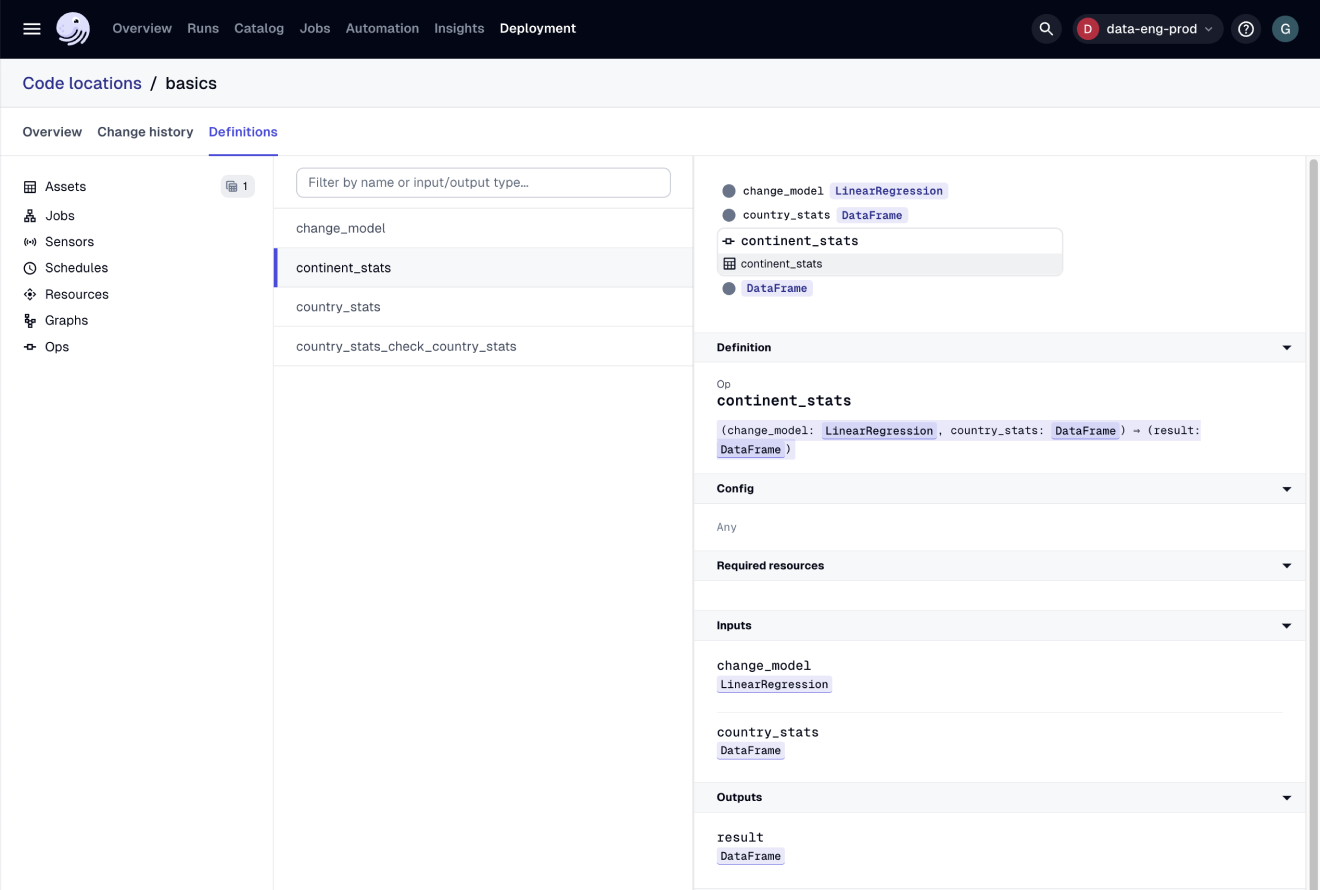 Overview Runs Catalog Jobs Automation Insights Deployment D data-eng-prod G
Code locations / basics
Overview Change history Definitions
Assets 1
Jobs
Sensors
Schedules
Resources
Graphs
Ops
Filter by name or input/output type...
change_model
continent_stats
country_stats
country_stats_check_country_stats
change_model LinearRegression
country_stats DataFrame
continent_stats
continent_stats
DataFrame
Definition
Op
continent_stats
(change_model: LinearRegression, country_stats: DataFrame) ⇒ (result:
DataFrame)
Config
Any
Required resources
Inputs
change_model
LinearRegression
country_stats
DataFrame
Outputs
result
DataFrame